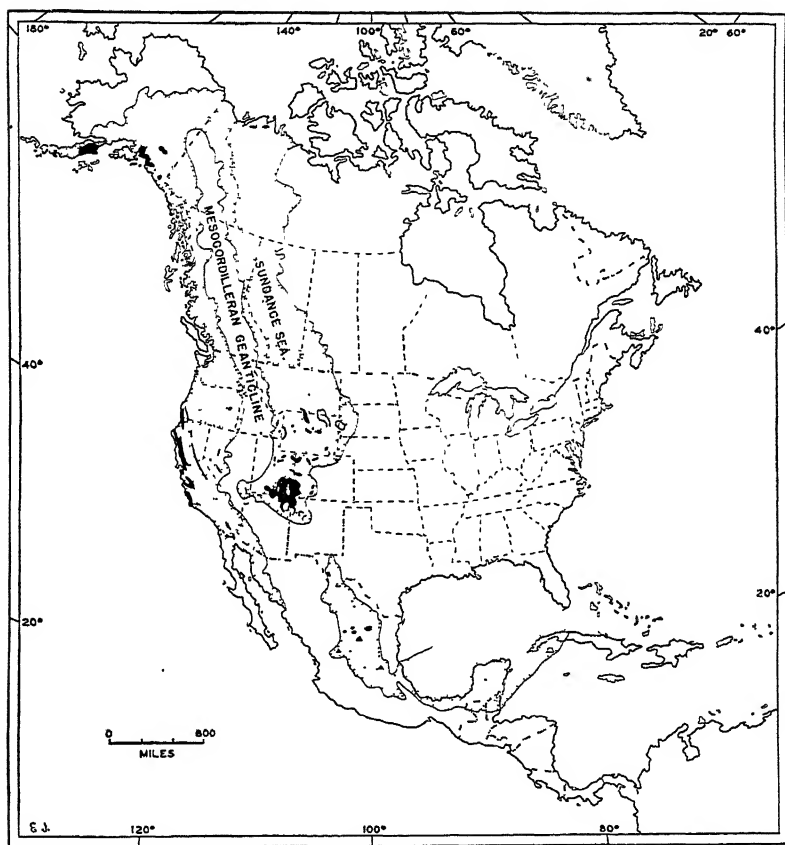 180° 140° 100° 60° 20° 60°
MESOCORDILLERAN GEANTICLINE
SUNDANCE SEA
40° 40°
20° 20°
0 800
MILES
E.J.
120° 100° 80°